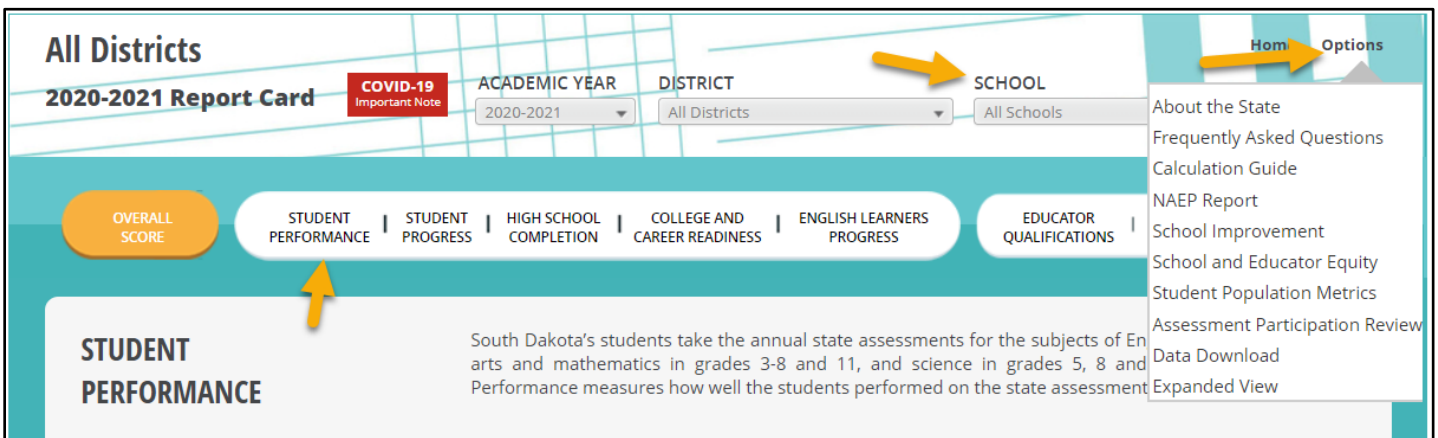 All Districts
2020-2021 Report Card
COVID-19
Important Note
ACADEMIC YEAR
2020-2021
DISTRICT
All Districts
SCHOOL
All Schools
Home
Options
About the State
Frequently Asked Questions
Calculation Guide
NAEP Report
School Improvement
School and Educator Equity
Student Population Metrics
Assessment Participation Review
Data Download
Expanded View
OVERALL
SCORE
STUDENT
PERFORMANCE
STUDENT
PROGRESS
HIGH SCHOOL
COMPLETION
COLLEGE AND
CAREER READINESS
ENGLISH LEARNERS
PROGRESS
EDUCATOR
QUALIFICATIONS
STUDENT
PERFORMANCE
South Dakota's students take the annual state assessments for the subjects of En
arts and mathematics in grades 3-8 and 11, and science in grades 5, 8 and
Performance measures how well the students performed on the state assessment